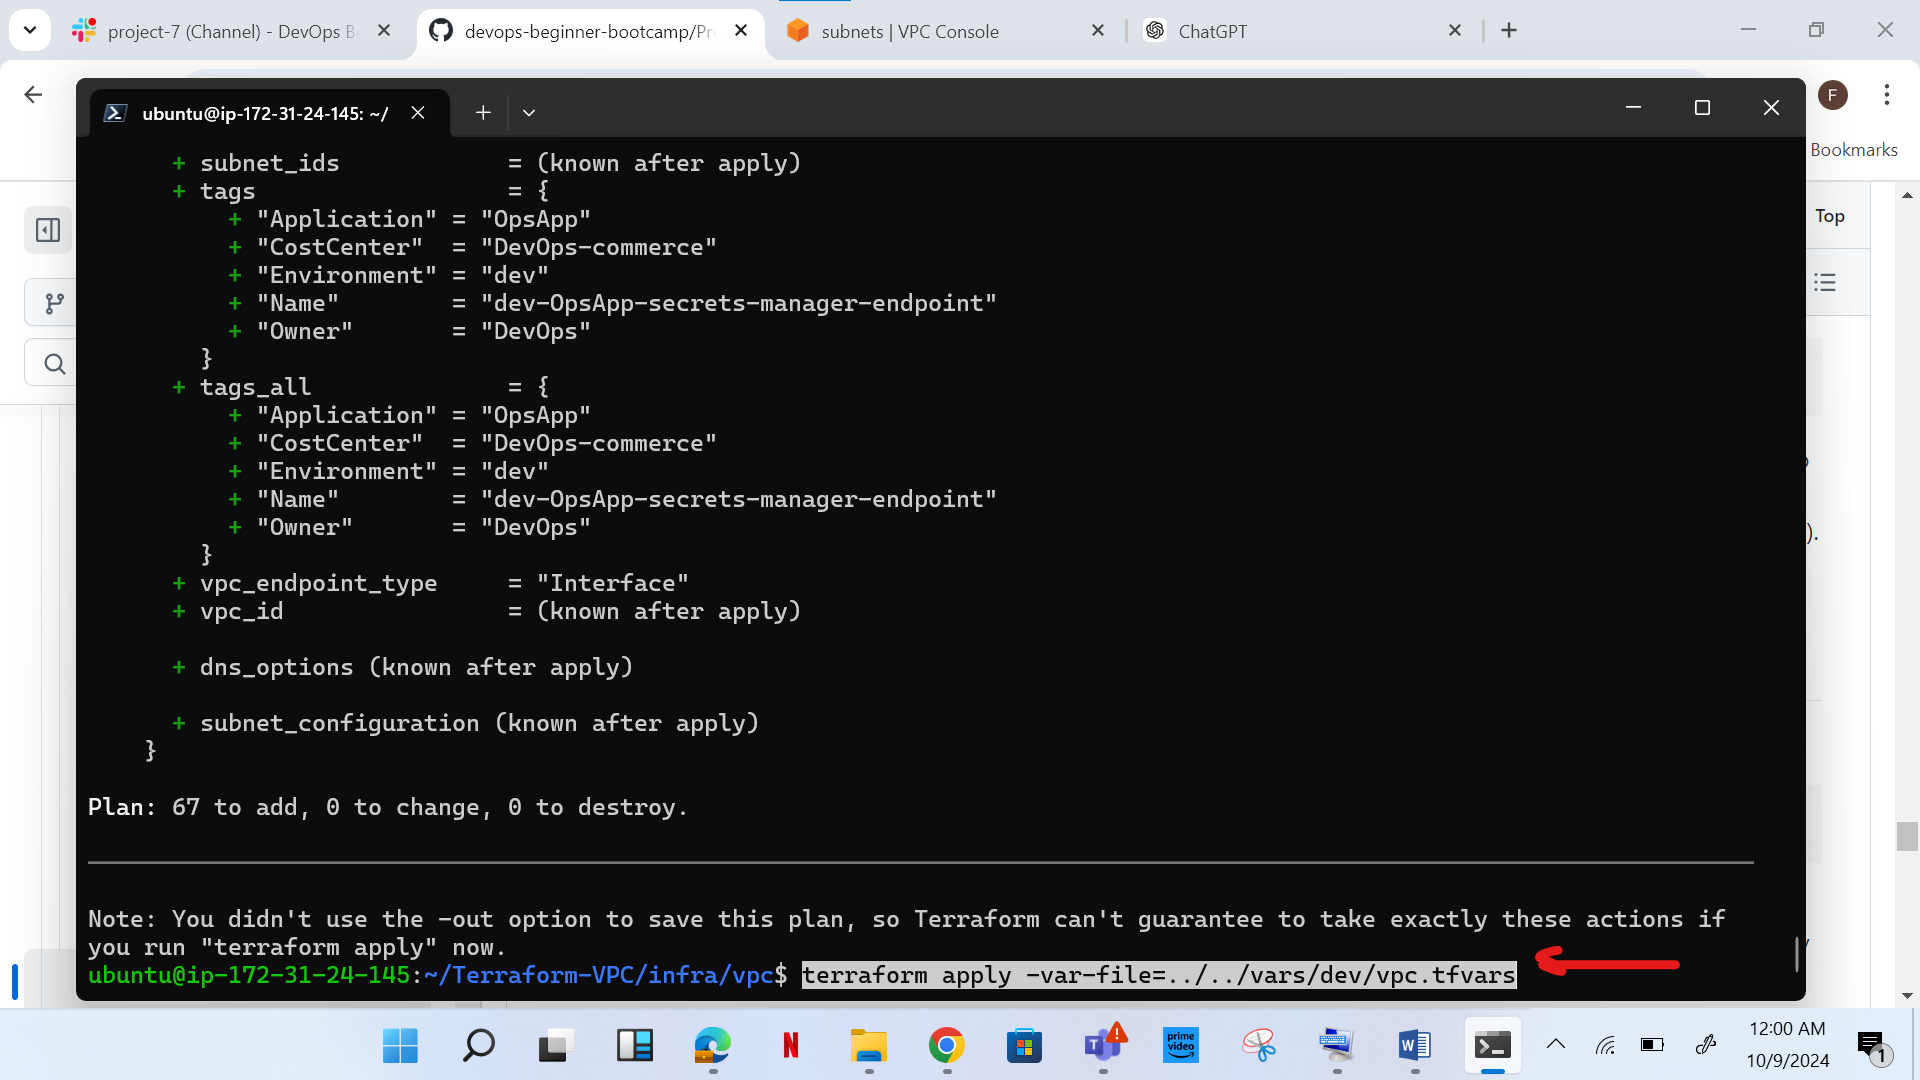 project-7 (Channel) - DevOps B
devops-beginner-bootcamp/Pr
subnets | VPC Console
ChatGPT
F
Bookmarks
Top
ubuntu@ip-172-31-24-145: ~/
+ subnet_ids = (known after apply)
+ tags = {
+ "Application" = "OpsApp"
+ "CostCenter" = "DevOps-commerce"
+ "Environment" = "dev"
+ "Name" = "dev-OpsApp-secrets-manager-endpoint"
+ "Owner" = "DevOps"
}
+ tags_all = {
+ "Application" = "OpsApp"
+ "CostCenter" = "DevOps-commerce"
+ "Environment" = "dev"
+ "Name" = "dev-OpsApp-secrets-manager-endpoint"
+ "Owner" = "DevOps"
}
+ vpc_endpoint_type = "Interface"
+ vpc_id = (known after apply)
+ dns_options (known after apply)
+ subnet_configuration (known after apply)
}
Plan: 67 to add, 0 to change, 0 to destroy.
Note: You didn't use the -out option to save this plan, so Terraform can't guarantee to take exactly these actions if
you run "terraform apply" now.
ubuntu@ip-172-31-24-145:~/Terraform-VPC/infra/vpc$ terraform apply -var-file=../../vars/dev/vpc.tfvars
).
prime
video
12:00 AM
10/9/2024
1